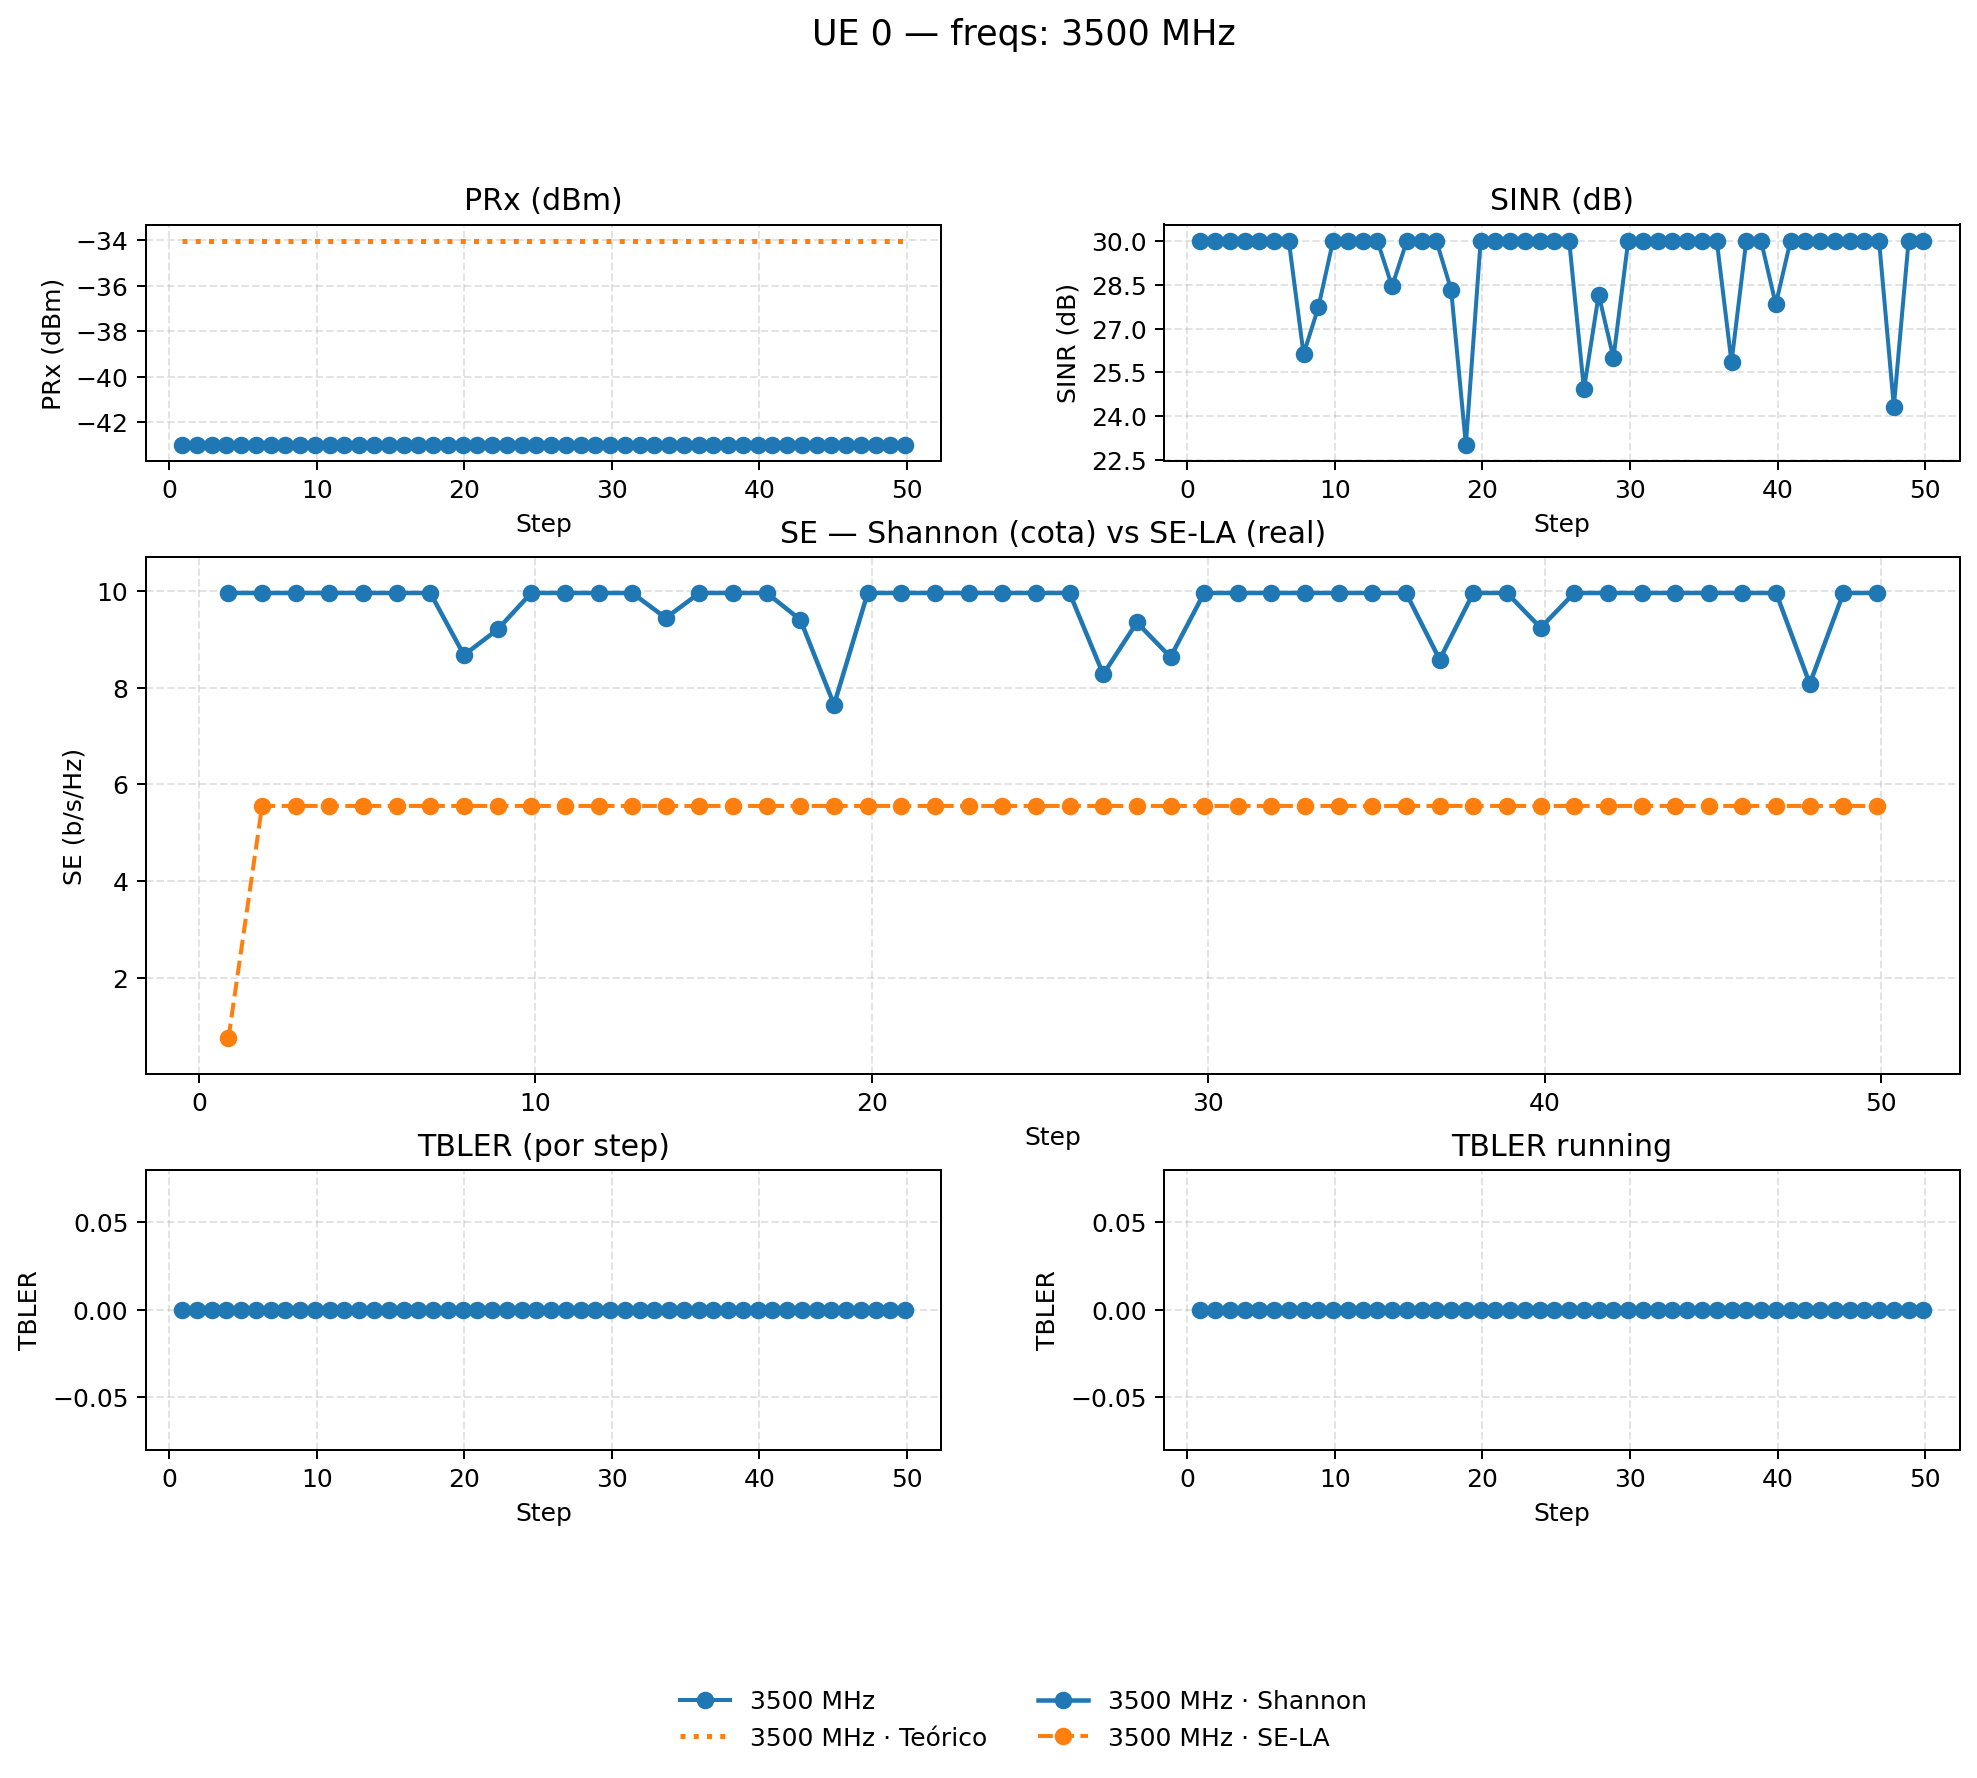 UE 0 — freqs: 3500 MHz
PRx (dBm)
PRx (dBm)
−34
−36
−38
−40
−42
0 10 20 30 40 50
Step
SINR (dB)
SINR (dB)
30.0
28.5
27.0
25.5
24.0
22.5
0 10 20 30 40 50
Step
SE — Shannon (cota) vs SE-LA (real)
SE (b/s/Hz)
10
8
6
4
2
0 10 20 30 40 50
Step
TBLER (por step)
TBLER
0.05
0.00
−0.05
0 10 20 30 40 50
Step
TBLER running
TBLER
0.05
0.00
−0.05
0 10 20 30 40 50
Step
3500 MHz
3500 MHz · Teórico
3500 MHz · Shannon
3500 MHz · SE-LA